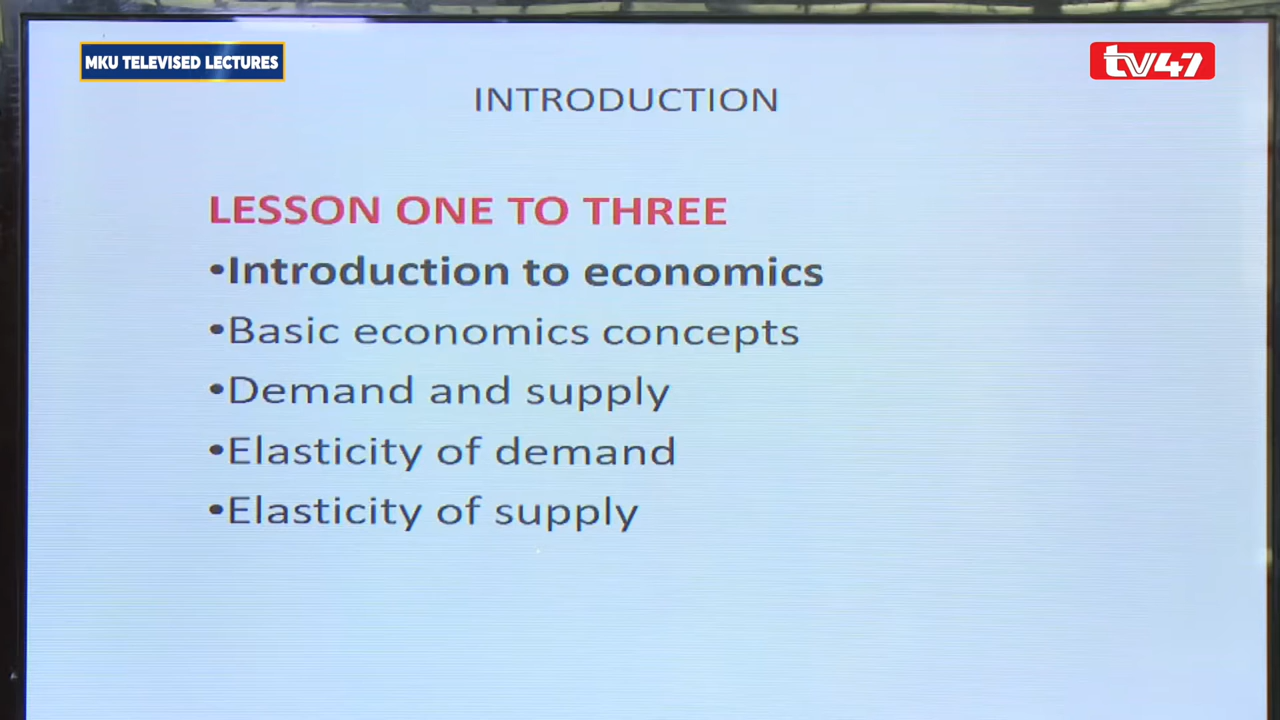 MKU TELEVISED LECTURES
tv47
INTRODUCTION
LESSON ONE TO THREE
•Introduction to economics
•Basic economics concepts
•Demand and supply
•Elasticity of demand
•Elasticity of supply